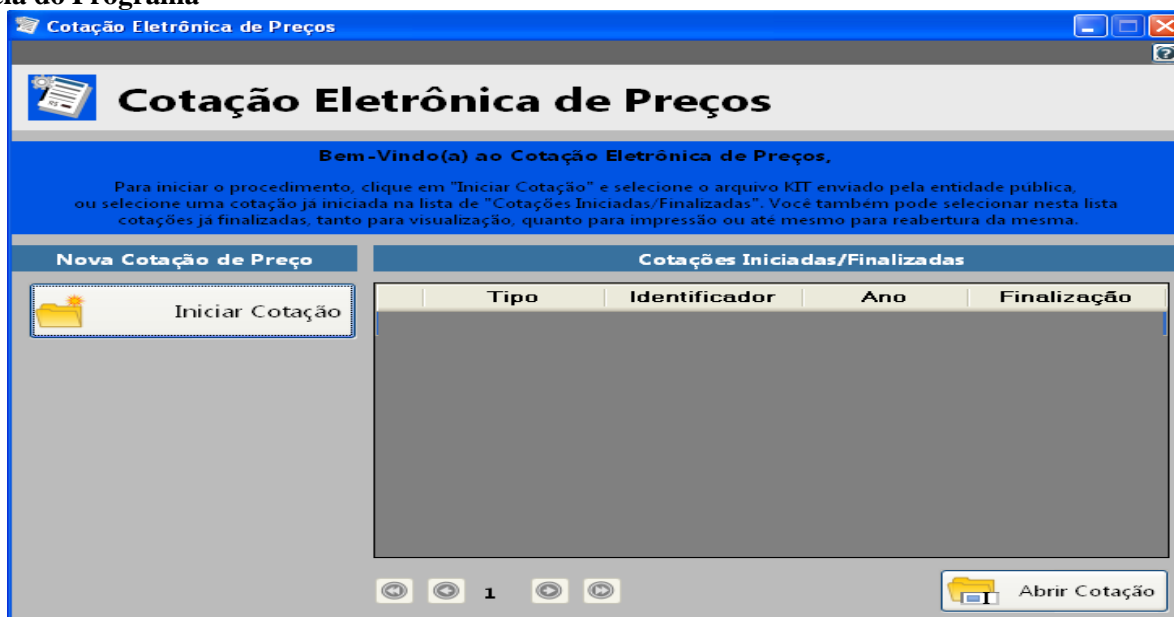 do Programa
Cotação Eletrônica de Preços
Cotação Eletrônica de Preços
Bem-Vindo(a) ao Cotação Eletrônica de Preços,
Para iniciar o procedimento, clique em "Iniciar Cotação" e selecione o arquivo KIT enviado pela entidade publica,
ou selecione uma cotação já iniciada na lista de "Cotações Iniciadas/Finalizadas". Você também pode selecionar nesta lista
cotações já finalizadas, tanto para visualização, quanto para impressão ou até mesmo para reabertura da mesma.
Nova Cotação de Preço
Cotações Iniciadas/Finalizadas
Iniciar Cotação
Tipo Identificador Ano Finalização
1
Abrir Cotação